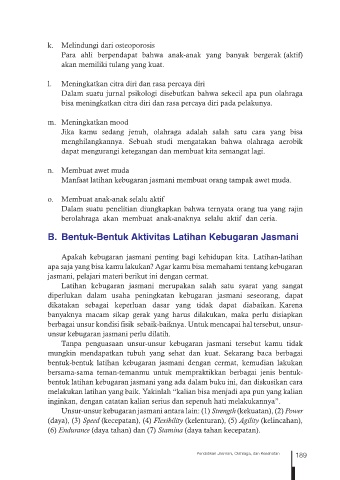 k. Melindungi dari osteoporosis
Para ahli berpendapat bahwa anak-anak yang banyak bergerak (aktif)
akan memiliki tulang yang kuat.
l. Meningkatkan citra diri dan rasa percaya diri
Dalam suatu jurnal psikologi disebutkan bahwa sekecil apa pun olahraga
bisa meningkatkan citra diri dan rasa percaya diri pada pelakunya.
m. Meningkatkan mood
Jika kamu sedang jenuh, olahraga adalah salah satu cara yang bisa
menghilangkannya. Sebuah studi mengatakan bahwa olahraga aerobik
dapat mengurangi ketegangan dan membuat kita semangat lagi.
n. Membuat awet muda
Manfaat latihan kebugaran jasmani membuat orang tampak awet muda.
o. Membuat anak-anak selalu aktif
Dalam suatu penelitian diungkapkan bahwa ternyata orang tua yang rajin
berolahraga akan membuat anak-anaknya selalu aktif dan ceria.
B. Bentuk-Bentuk Aktivitas Latihan Kebugaran Jasmani
Apakah kebugaran jasmani penting bagi kehidupan kita. Latihan-latihan
apa saja yang bisa kamu lakukan? Agar kamu bisa memahami tentang kebugaran
jasmani, pelajari materi berikut ini dengan cermat.
Latihan kebugaran jasmani merupakan salah satu syarat yang sangat
diperlukan dalam usaha peningkatan kebugaran jasmani seseorang, dapat
dikatakan sebagai keperluan dasar yang tidak dapat diabaikan. Karena
banyaknya macam sikap gerak yang harus dilakukan, maka perlu disiapkan
berbagai unsur kondisi fisik sebaik-baiknya. Untuk mencapai hal tersebut, unsur-
unsur kebugaran jasmani perlu dilatih.
Tanpa penguasaan unsur-unsur kebugaran jasmani tersebut kamu tidak
mungkin mendapatkan tubuh yang sehat dan kuat. Sekarang baca berbagai
bentuk-bentuk latihan kebugaran jasmani dengan cermat, kemudian lakukan
bersama-sama teman-temanmu untuk mempraktikkan berbagai jenis bentuk-
bentuk latihan kebugaran jasmani yang ada dalam buku ini, dan diskusikan cara
melakukan latihan yang baik. Yakinlah “kalian bisa menjadi apa pun yang kalian
inginkan, dengan catatan kalian serius dan sepenuh hati melakukannya”.
Unsur-unsur kebugaran jasmani antara lain: (1) Strength (kekuatan), (2) Power
(daya), (3) Speed (kecepatan), (4) Flexibility (kelenturan), (5) Agility (kelincahan),
(6) Endurance (daya tahan) dan (7) Stamina (daya tahan kecepatan).
Pendidikan Jasmani, Olahraga, dan Kesehatan 189